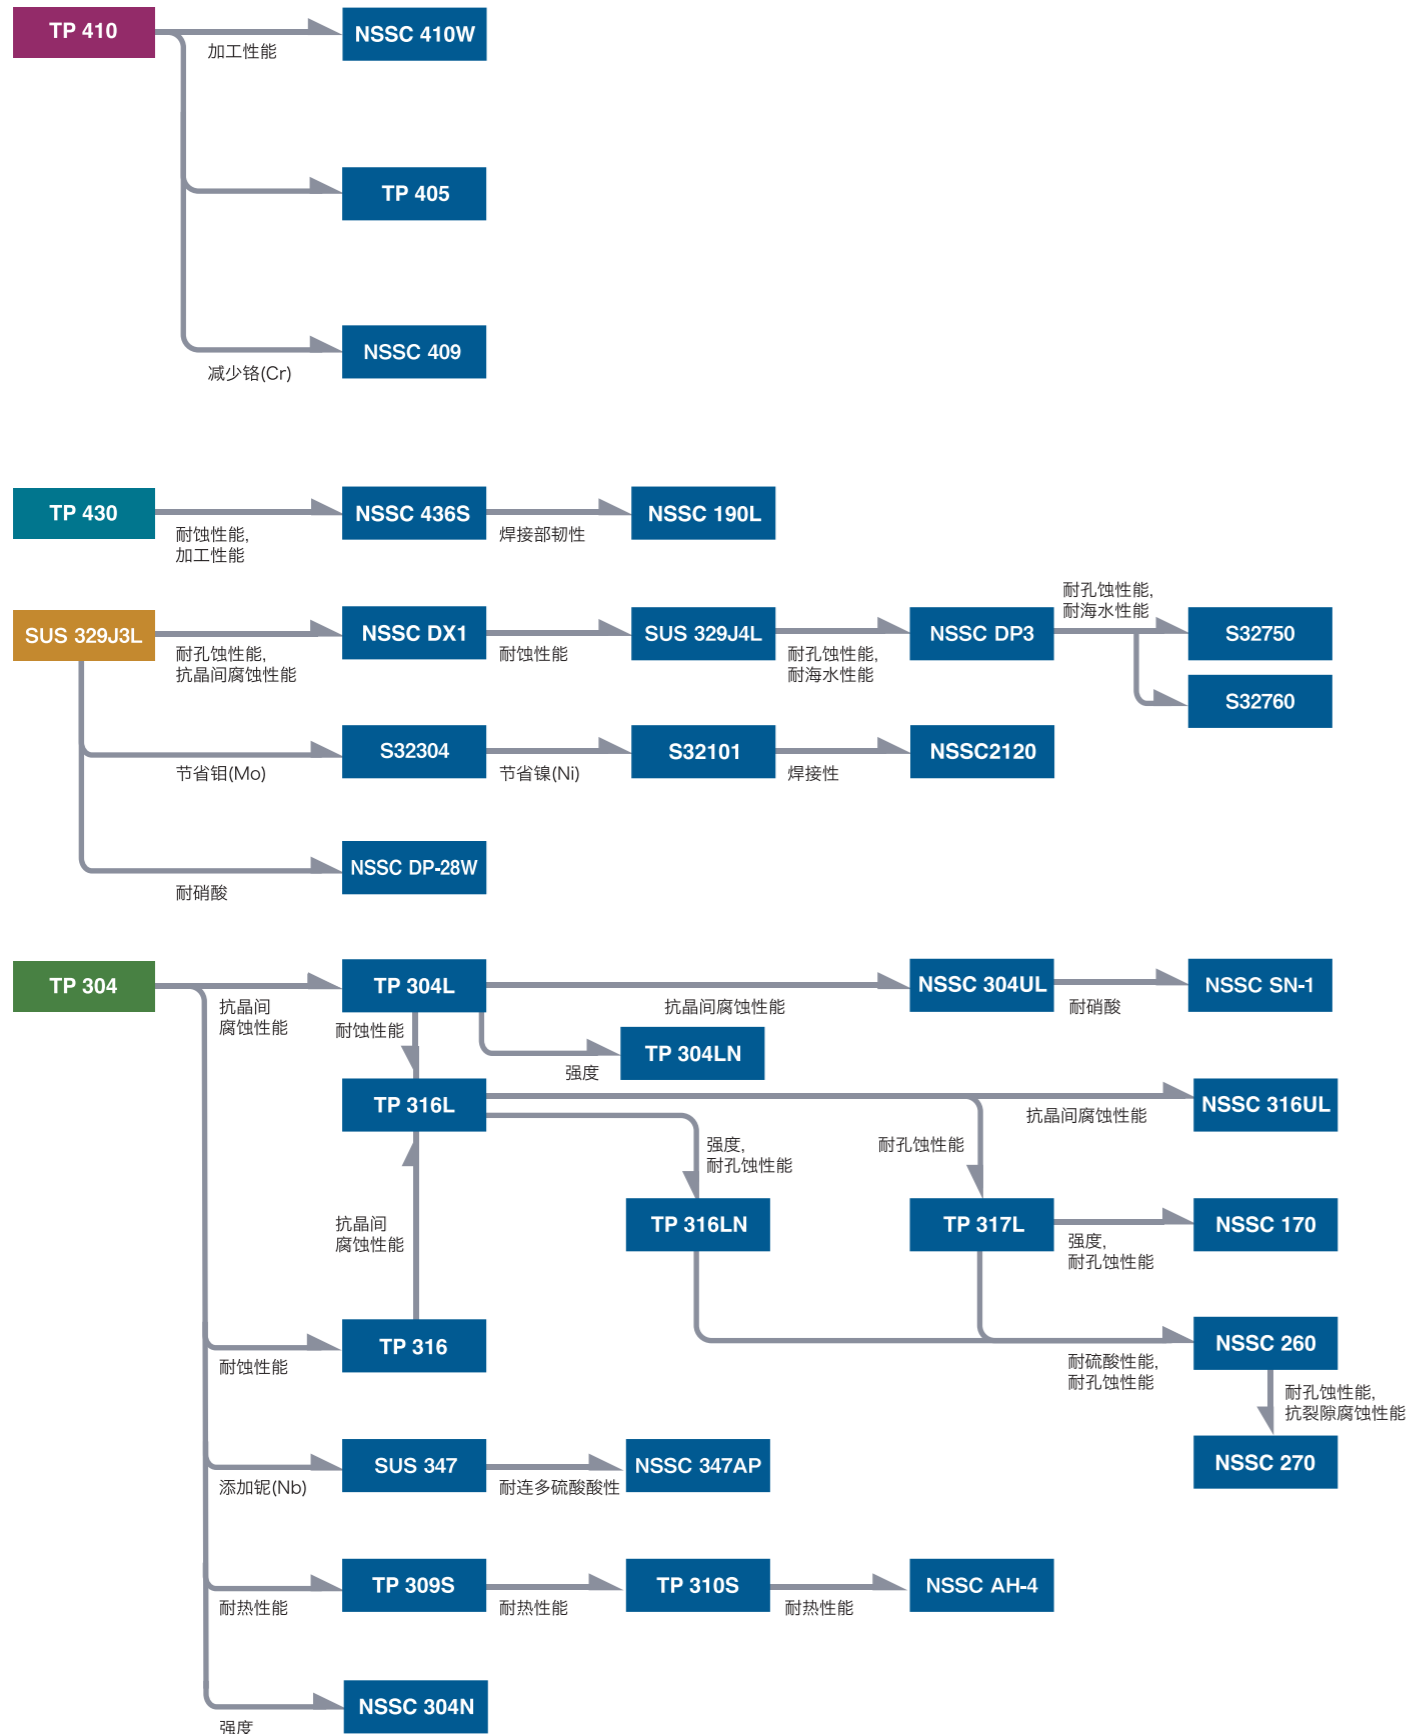 TP 410
NSSC 410W
加工性能
TP 405
NSSC 409
减少铬(Cr)
TP 430
NSSC 436S
NSSC 190L
耐蚀性能,
加工性能
焊接部韧性
SUS 329J3L
NSSC DX1
SUS 329J4L
NSSC DP3
耐孔蚀性能,
耐海水性能
S32750
耐孔蚀性能,
抗晶间腐蚀性能
耐蚀性能
耐孔蚀性能,
耐海水性能
S32760
S32304
S32101
NSSC2120
节省钼(Mo)
节省镍(Ni)
焊接性
NSSC DP-28W
耐硝酸
TP 304
TP 304L
NSSC 304UL
NSSC SN-1
抗晶间
腐蚀性能
耐蚀性能
抗晶间腐蚀性能
耐硝酸
TP 304LN
强度
TP 316L
NSSC 316UL
抗晶间腐蚀性能
强度,
耐孔蚀性能
耐孔蚀性能
TP 316LN
TP 317L
NSSC 170
抗晶间
腐蚀性能
强度,
耐孔蚀性能
TP 316
NSSC 260
耐蚀性能
耐硫酸性能,
耐孔蚀性能
耐孔蚀性能,
抗裂隙腐蚀性能
SUS 347
NSSC 347AP
NSSC 270
添加铌(Nb)
耐连多硫酸酸性
TP 309S
TP 310S
NSSC AH-4
耐热性能
耐热性能
耐热性能
NSSC 304N
强度